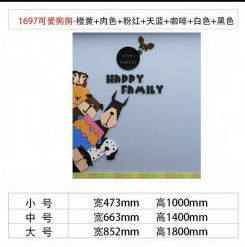 1697可爱狗狗-橙黄+肉色+粉红+天蓝+咖啡+白色+黑色
HAPPY
FAMILY
小 号 宽473mm 高1000mm
中 号 宽663mm 高1400mm
大 号 宽852mm 高1800mm